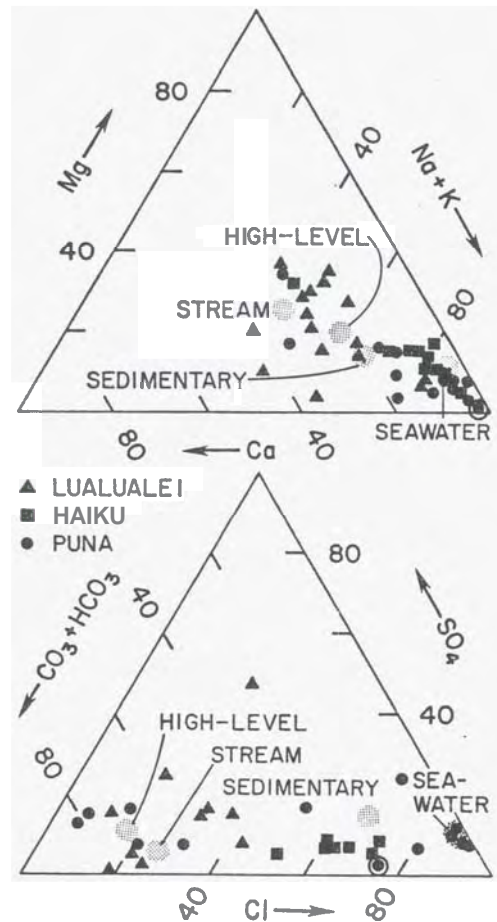 80
Mg
40
Na+K
40
HIGH-LEVEL
STREAM
80
SEDIMENTARY
SEAWATER
80
Ca
40
LUALUALEI
HAIKU
PUNA
80
CO3+HCO3
40
SO4
40
80
HIGH-LEVEL
STREAM
SEDIMENTARY
SEA-
WATER
40
Cl
80